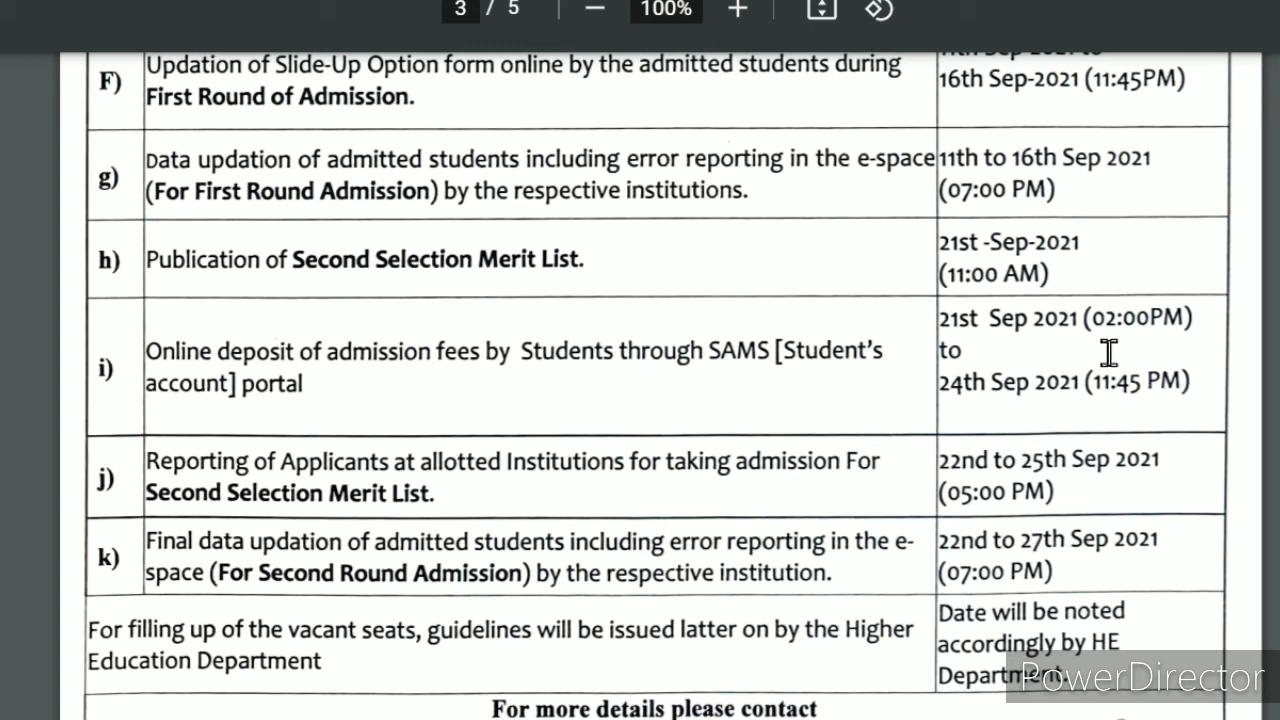 3 / 5 — 100% +
Updation of Slide-Up Option form online by the admitted students during
F) First Round of Admission.
16th Sep-2021 (11:45PM)
g) Data updation of admitted students including error reporting in the e-space
(For First Round Admission) by the respective institutions.
11th to 16th Sep 2021
(07:00 PM)
h) Publication of Second Selection Merit List.
21st -Sep-2021
(11:00 AM)
i) Online deposit of admission fees by Students through SAMS [Student's
account] portal
21st Sep 2021 (02:00PM)
to
24th Sep 2021 (11:45 PM)
j) Reporting of Applicants at allotted Institutions for taking admission For
Second Selection Merit List.
22nd to 25th Sep 2021
(05:00 PM)
k) Final data updation of admitted students including error reporting in the e-
space (For Second Round Admission) by the respective institution.
22nd to 27th Sep 2021
(07:00 PM)
For filling up of the vacant seats, guidelines will be issued latter on by the Higher
Education Department
Date will be noted
accordingly by HE
Department.
For more details please contact
PowerDirector